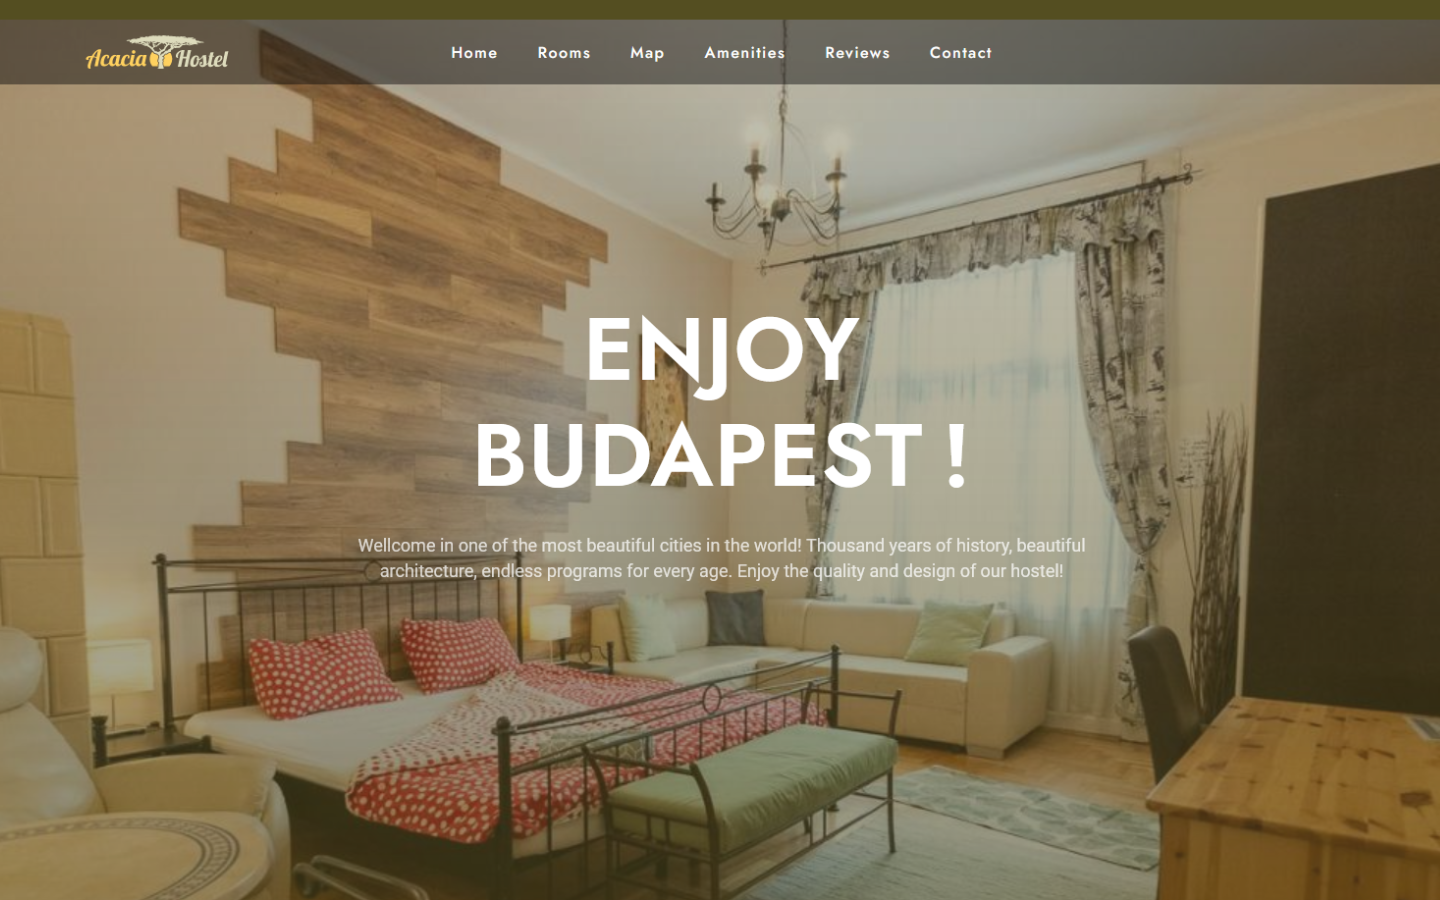 Acacia Hostel
Home Rooms Map Amenities Reviews Contact
ENJOY
BUDAPEST !
Wellcome in one of the most beautiful cities in the world! Thousand years of history, beautiful
architecture, endless programs for every age. Enjoy the quality and design of our hostel!